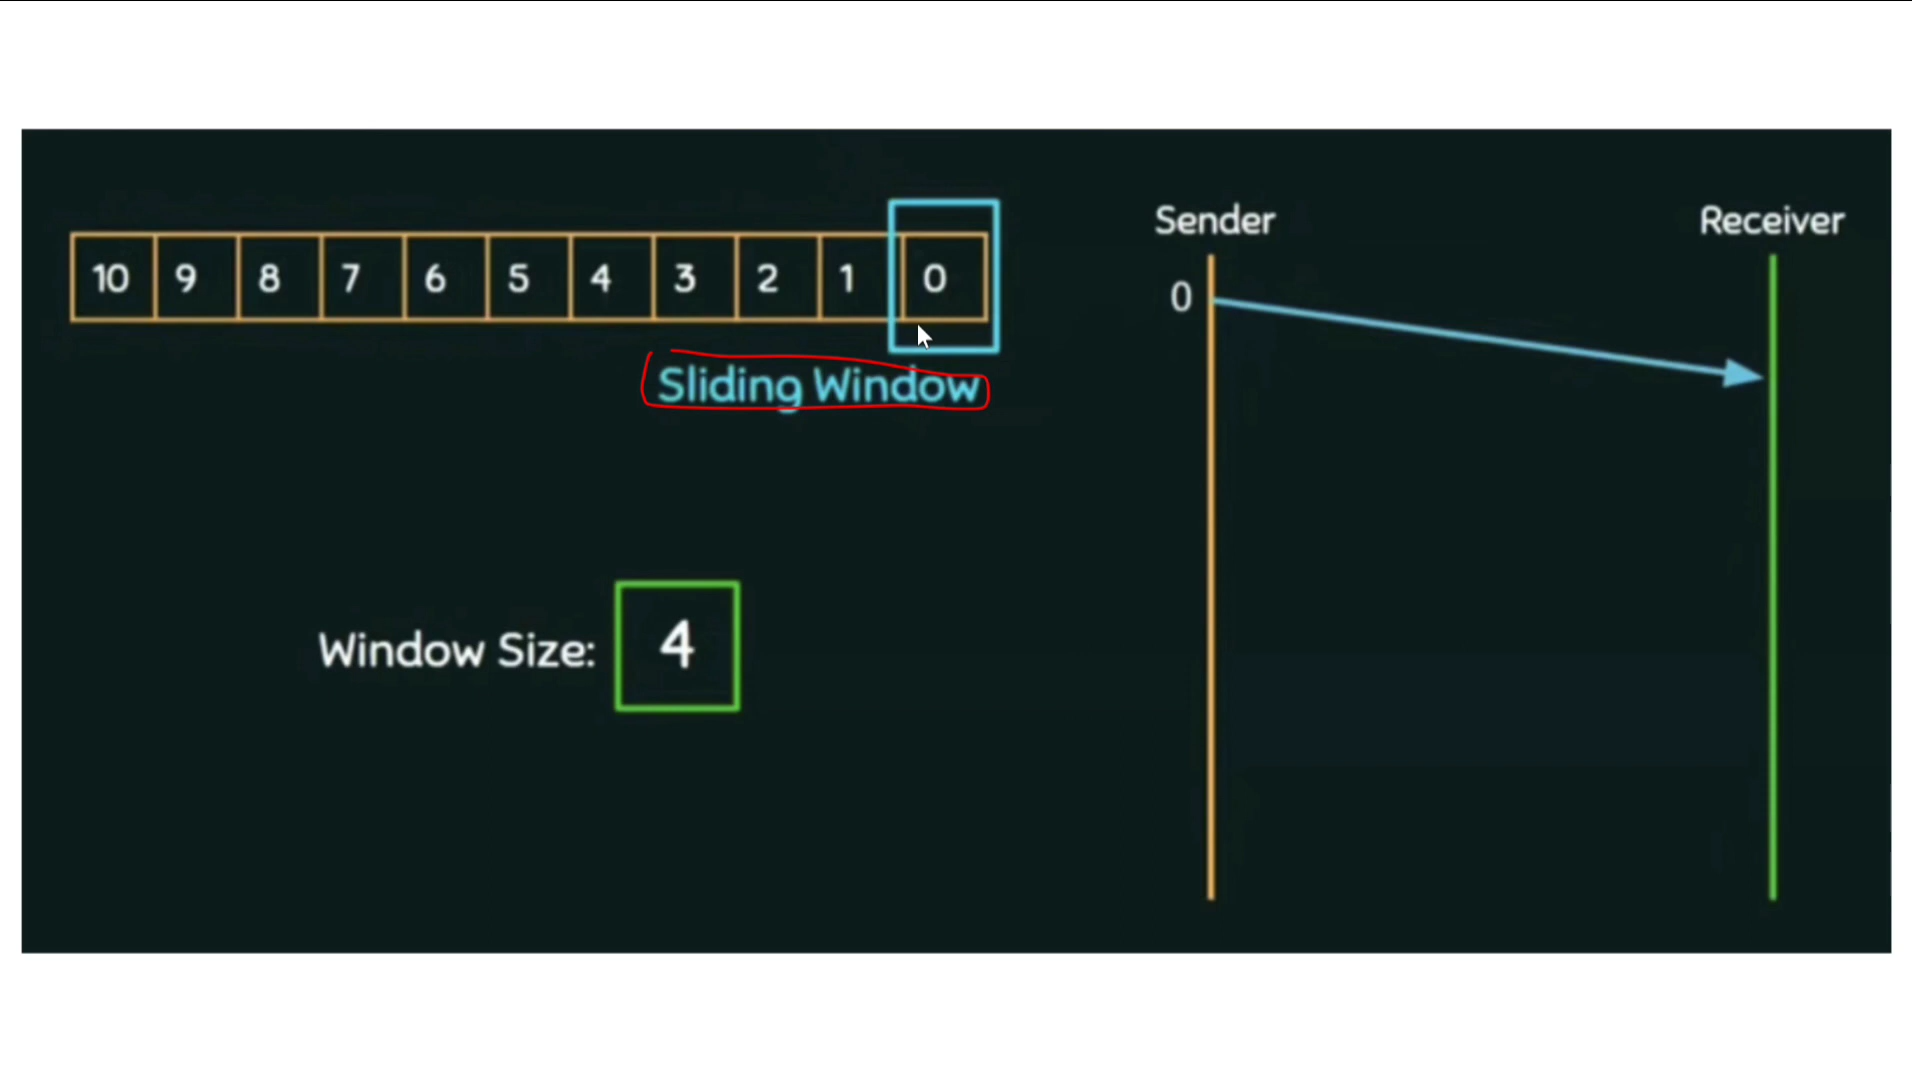 10 9 8 7 6 5 4 3 2 1 0
Sliding Window
Window Size: 4
Sender Receiver
0